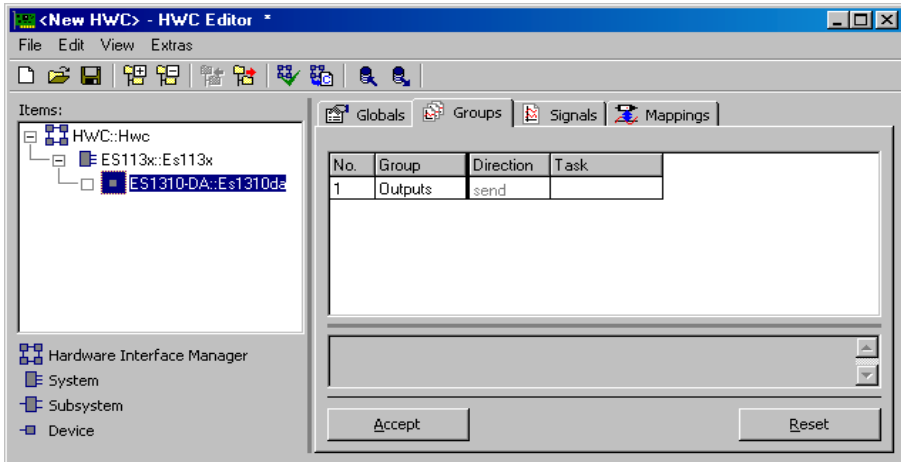 <New HWC> - HWC Editor *
File Edit View Extras
Items:
HWC::Hwc
ES113x::Es113x
ES1310-DA::Es1310da
Hardware Interface Manager
System
Subsystem
Device
Globals Groups Signals Mappings
No. Group Direction Task
1 Outputs send
Accept Reset